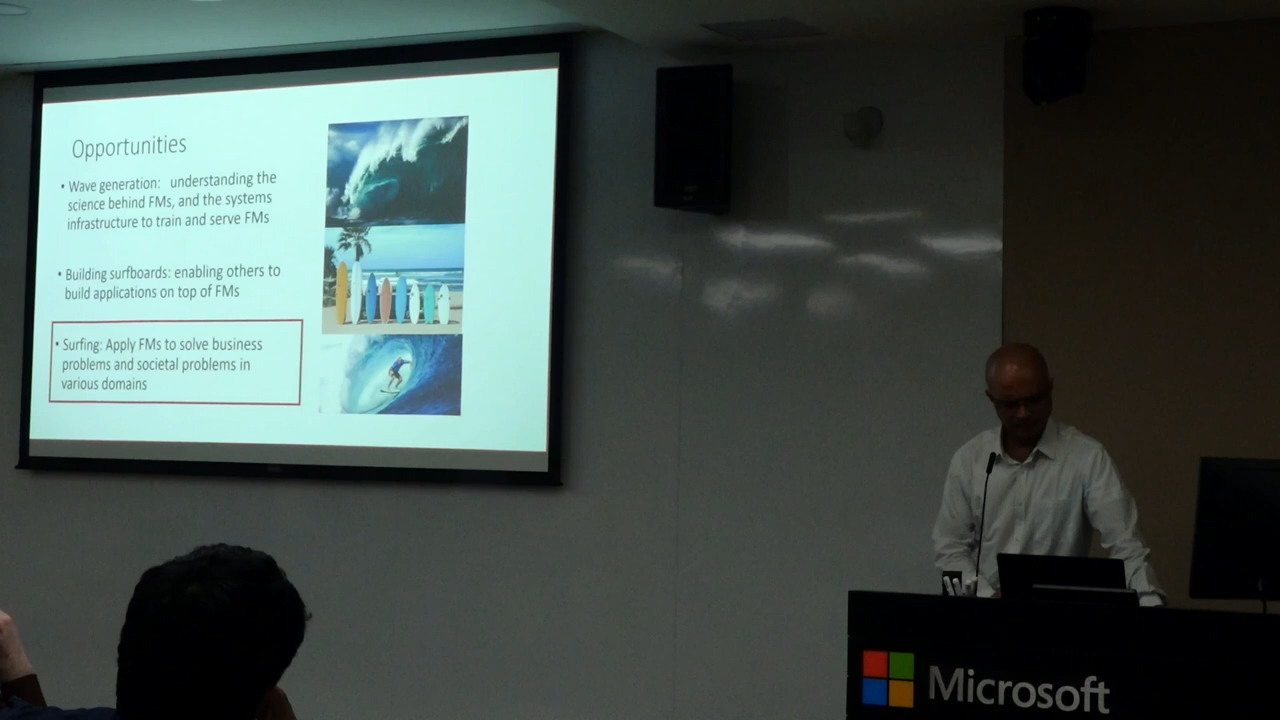 Opportunities
• Wave generation: understanding the
science behind FMs, and the systems
infrastructure to train and serve FMs
• Building surfboards: enabling others to
build applications on top of FMs
• Surfing: Apply FMs to solve business
problems and societal problems in
various domains
Microsoft